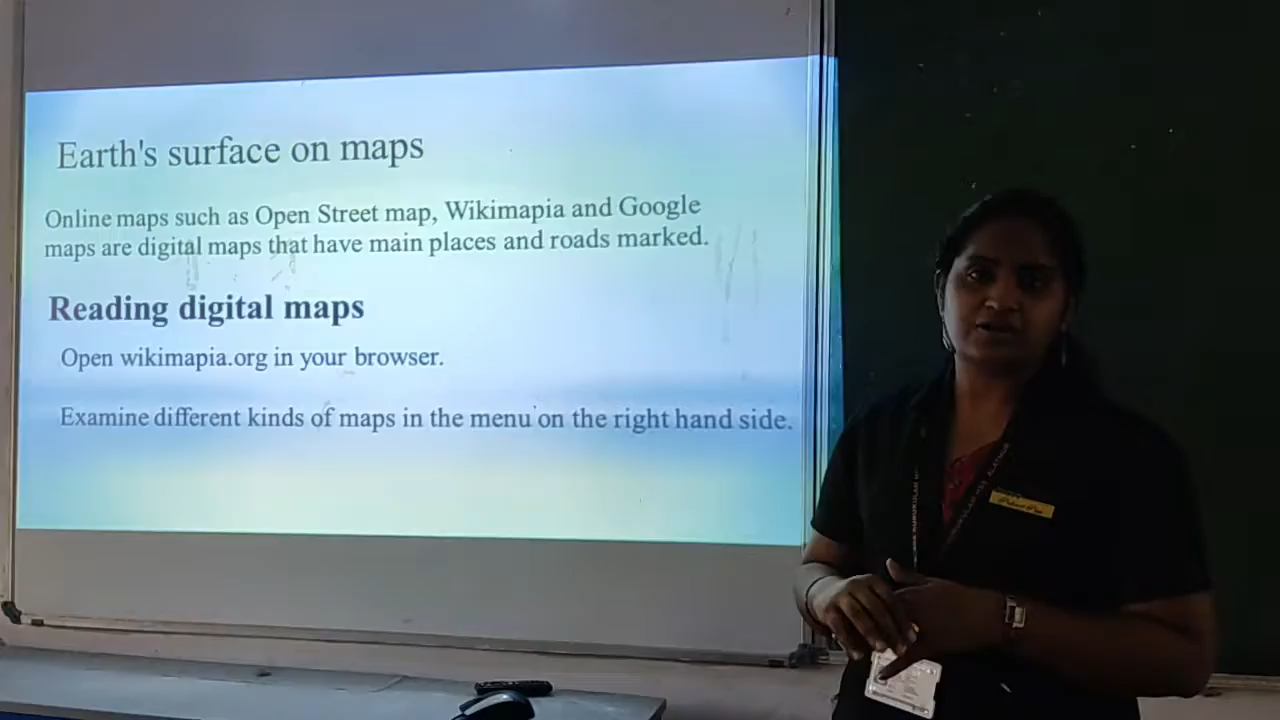 Earth's surface on maps
Online maps such as Open Street map, Wikimapia and Google
maps are digital maps that have main places and roads marked.
Reading digital maps
Open wikimapia.org in your browser.
Examine different kinds of maps in the menu on the right hand side.